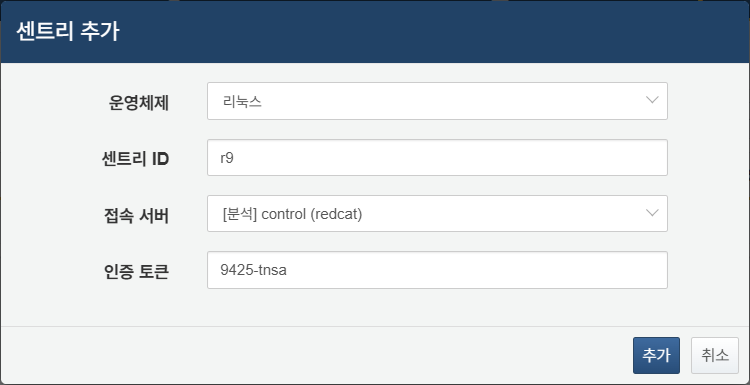 센트리 추가
운영체제
리눅스
센트리 ID
r9
접속 서버
[분석] control (redcat)
인증 토큰
9425-tnsa
추가
취소